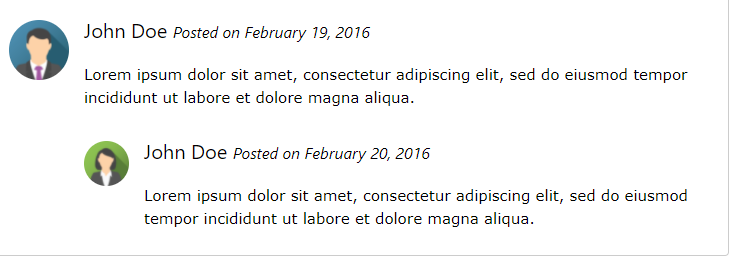 John Doe Posted on February 19, 2016
Lorem ipsum dolor sit amet, consectetur adipiscing elit, sed do eiusmod tempor
incididunt ut labore et dolore magna aliqua.
John Doe Posted on February 20, 2016
Lorem ipsum dolor sit amet, consectetur adipiscing elit, sed do eiusmod
tempor incididunt ut labore et dolore magna aliqua.